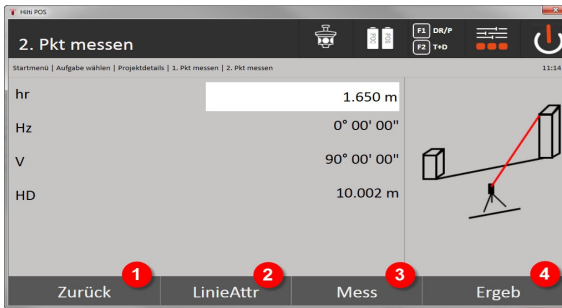 Hilti POS
2. Pkt messen
POC POC
F1 DR/P
F2 T+D
Startmenü | Aufgabe wählen | Projektdetails | 1. Pkt messen | 2. Pkt messen 11:14
hr 1.650 m
Hz 0° 00' 00"
V 90° 00' 00"
HD 10.002 m
1 2 3 4
Zurück LinieAttr Mess Ergeb